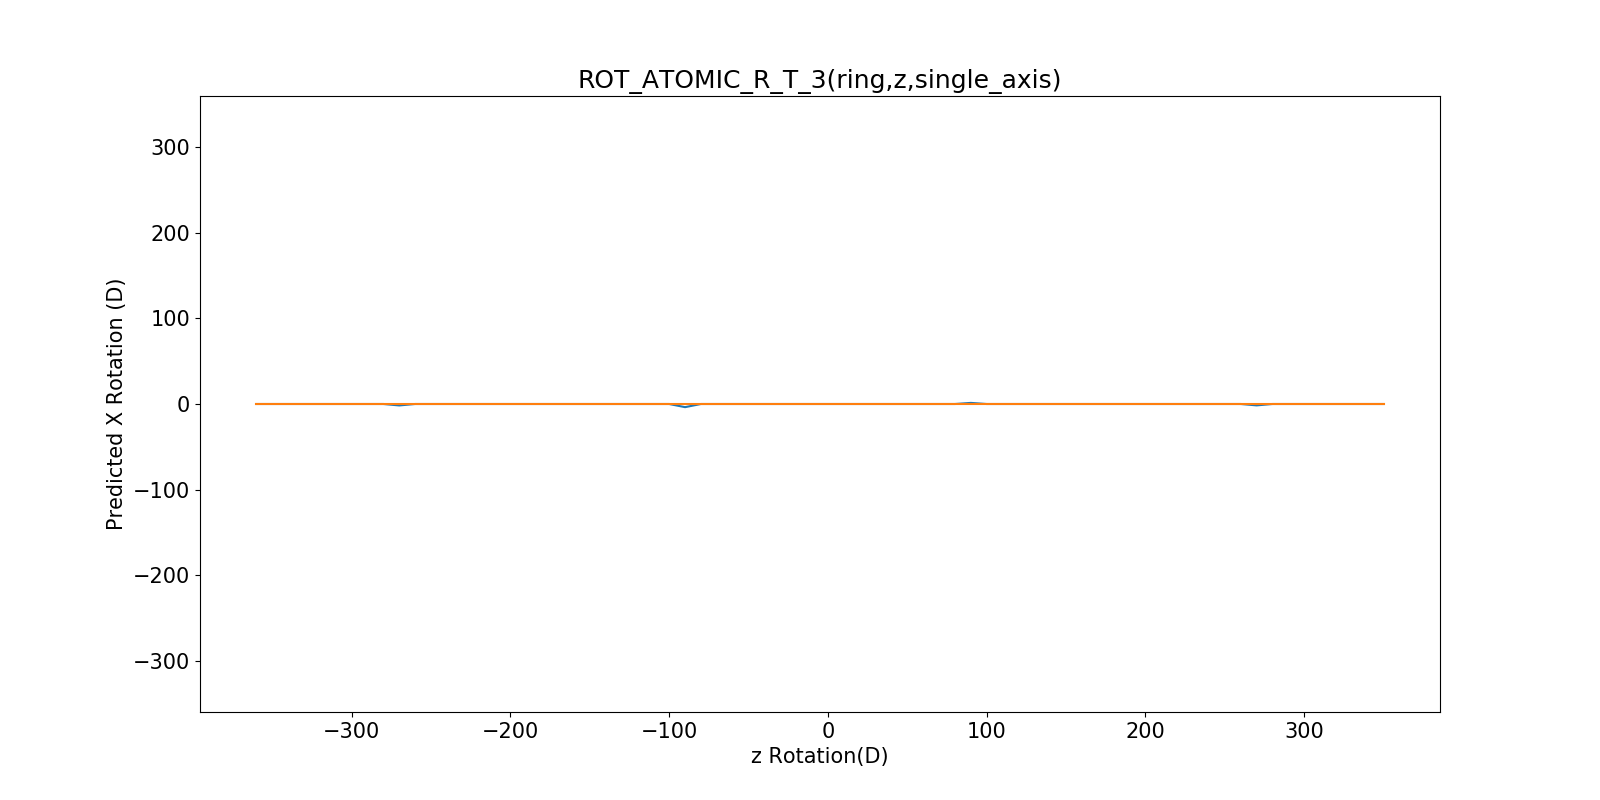 ROT_ATOMIC_R_T_3(ring,z,single_axis)
300
200
100
0
−100
−200
−300
Predicted X Rotation (D)
−300 −200 −100 0 100 200 300
z Rotation(D)